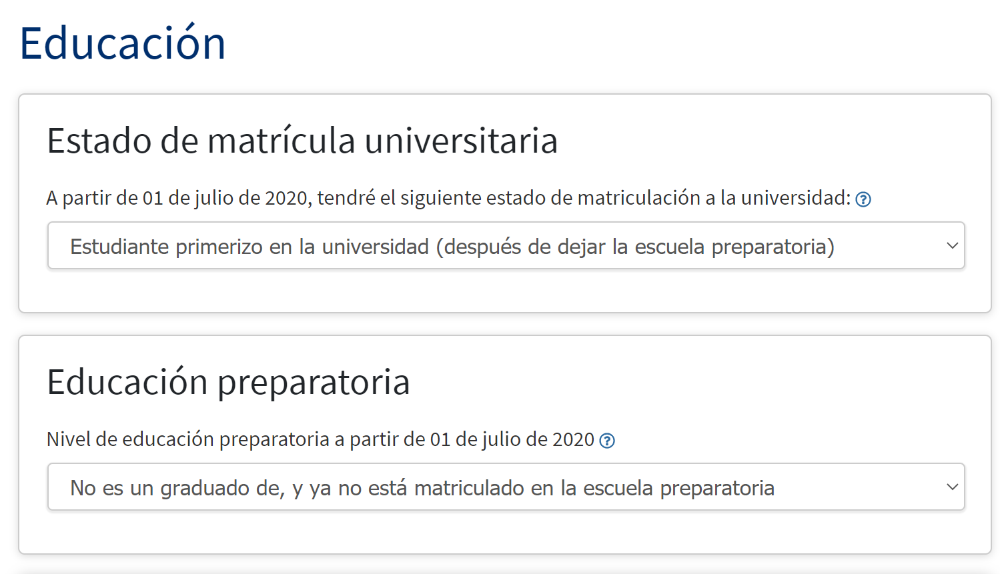 Educación
Estado de matrícula universitaria
A partir de 01 de julio de 2020, tendré el siguiente estado de matriculación a la universidad: ?
Estudiante primerizo en la universidad (después de dejar la escuela preparatoria)
Educación preparatoria
Nivel de educación preparatoria a partir de 01 de julio de 2020 ?
No es un graduado de, y ya no está matriculado en la escuela preparatoria